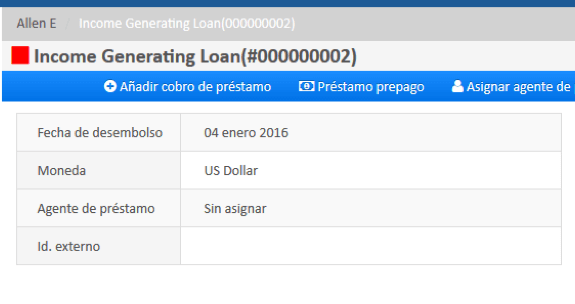 Allen E / Income Generating Loan(000000002)
Income Generating Loan(#000000002)
Añadir cobro de préstamo Préstamo prepago Asignar agente de
Fecha de desembolso 04 enero 2016
Moneda US Dollar
Agente de préstamo Sin asignar
Id. externo